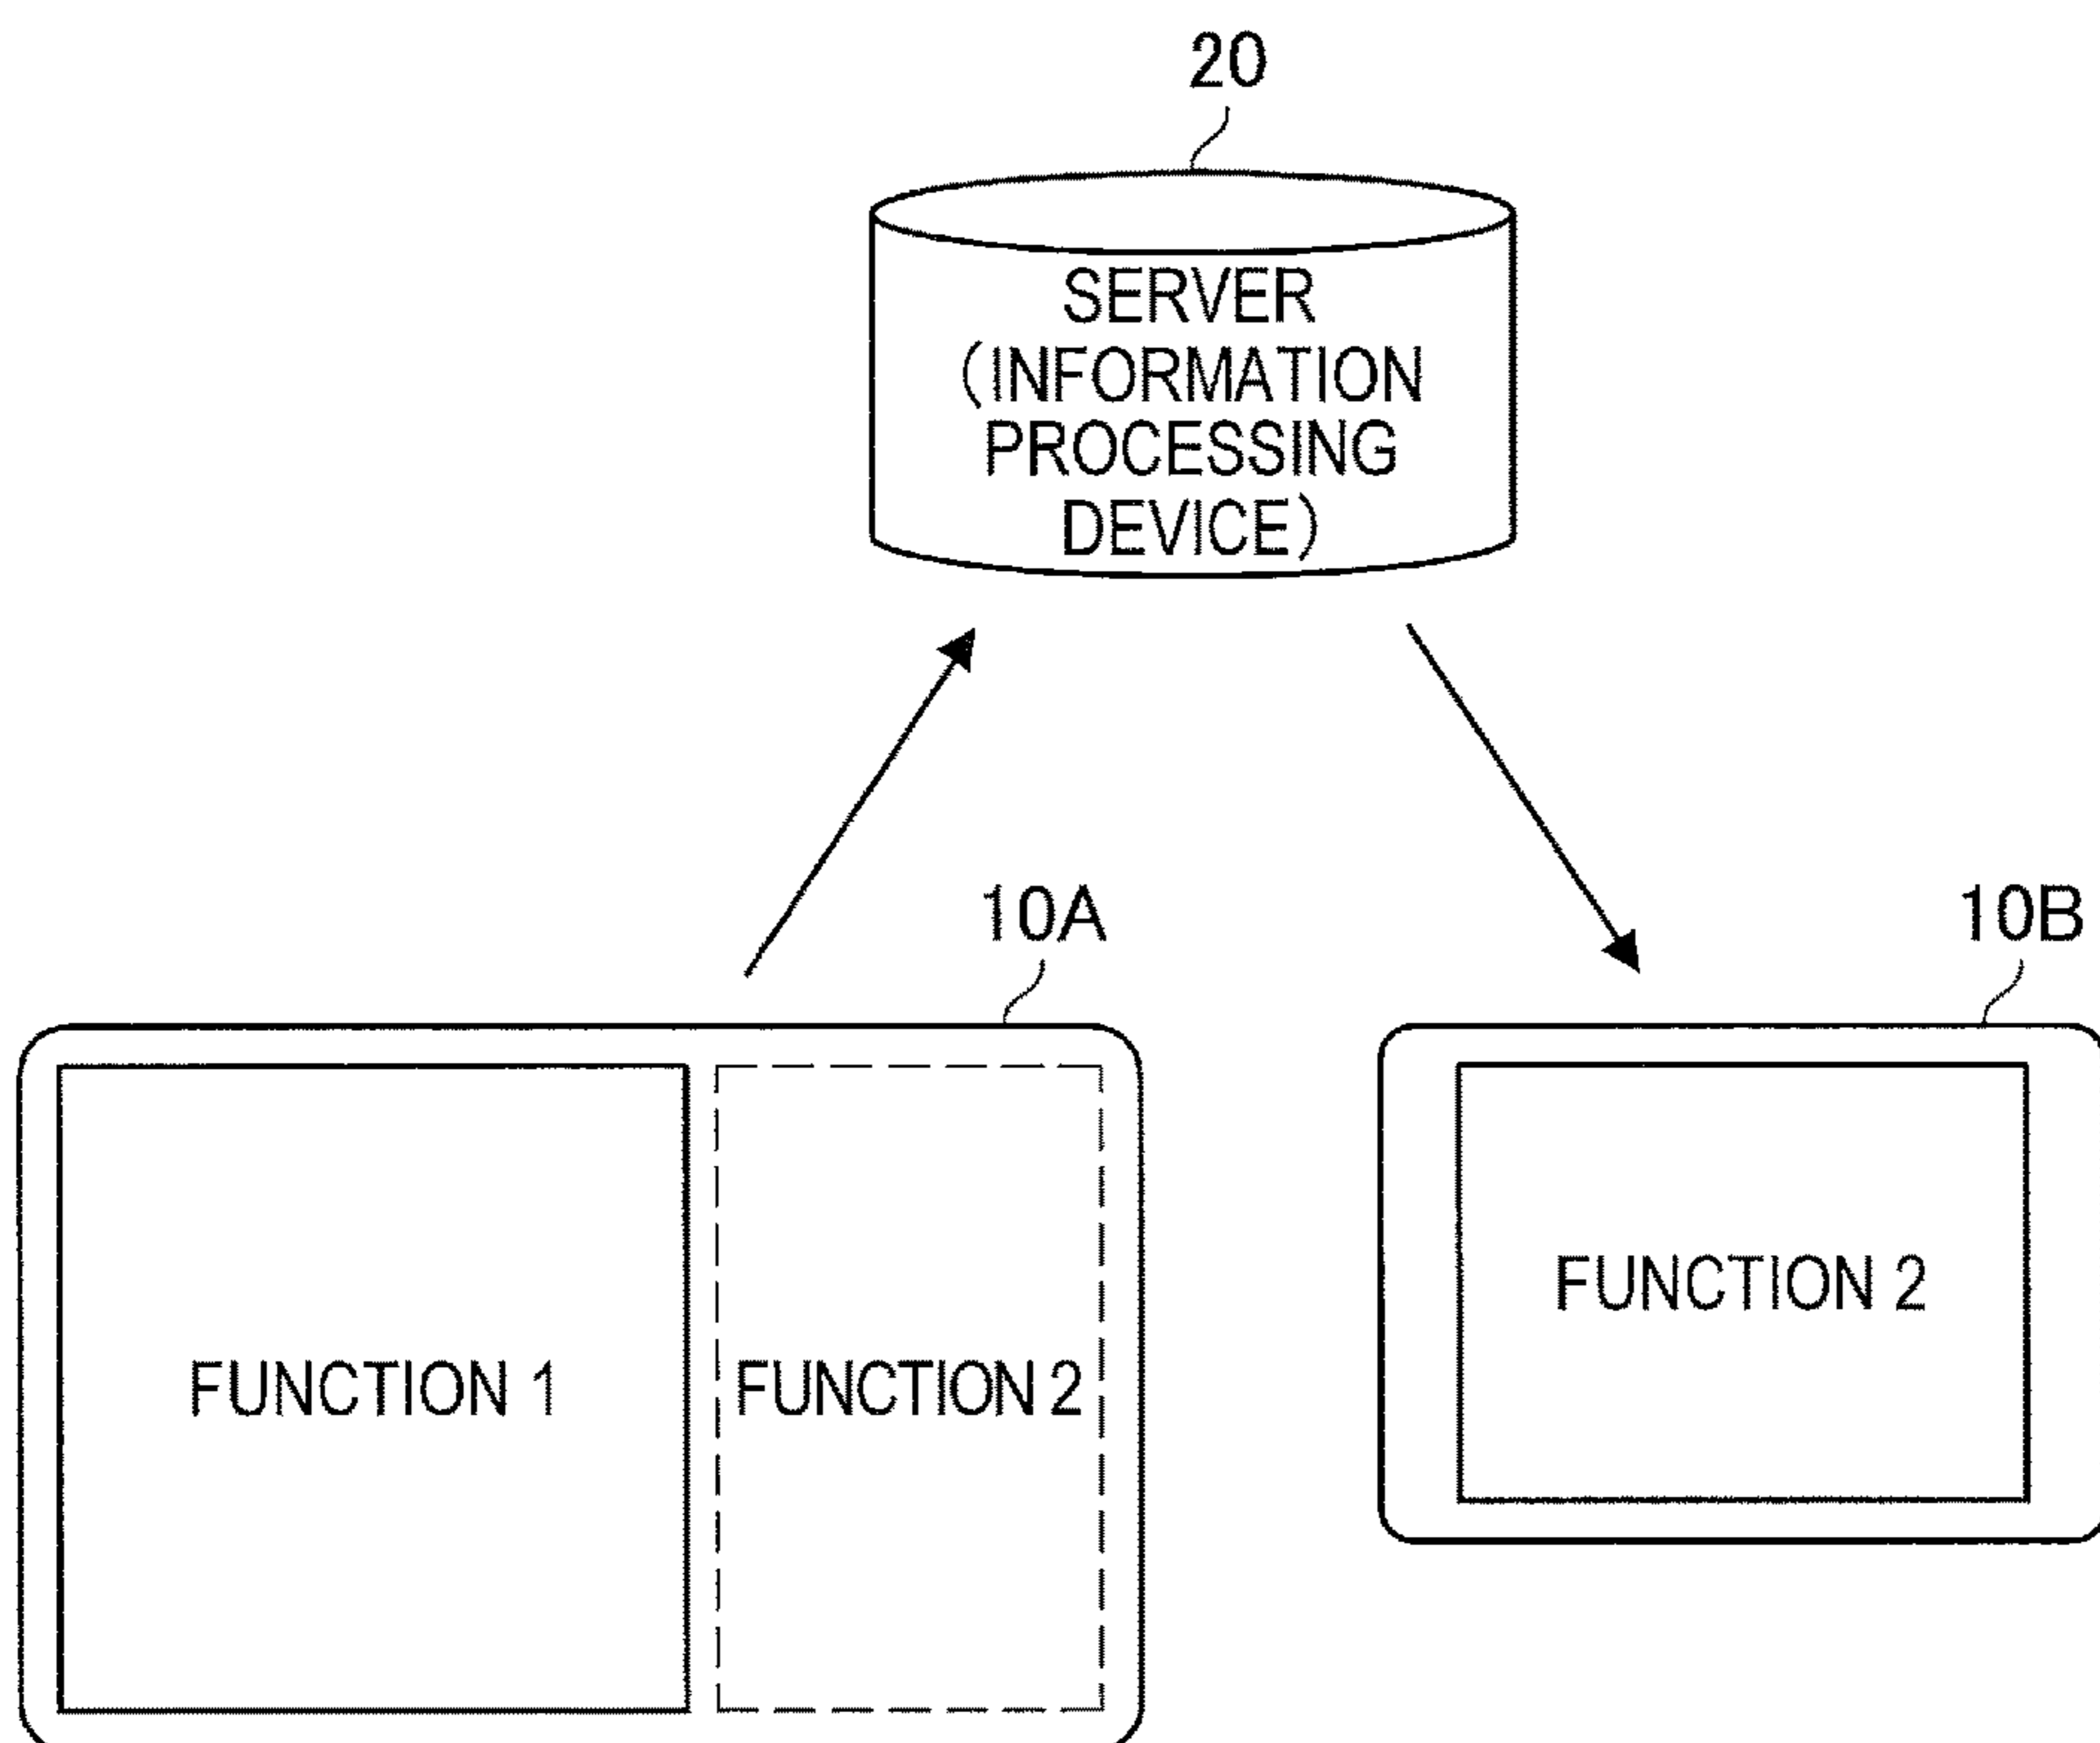 20
SERVER
(INFORMATION
PROCESSING
DEVICE)
10A
10B
FUNCTION 1
FUNCTION 2
FUNCTION 2